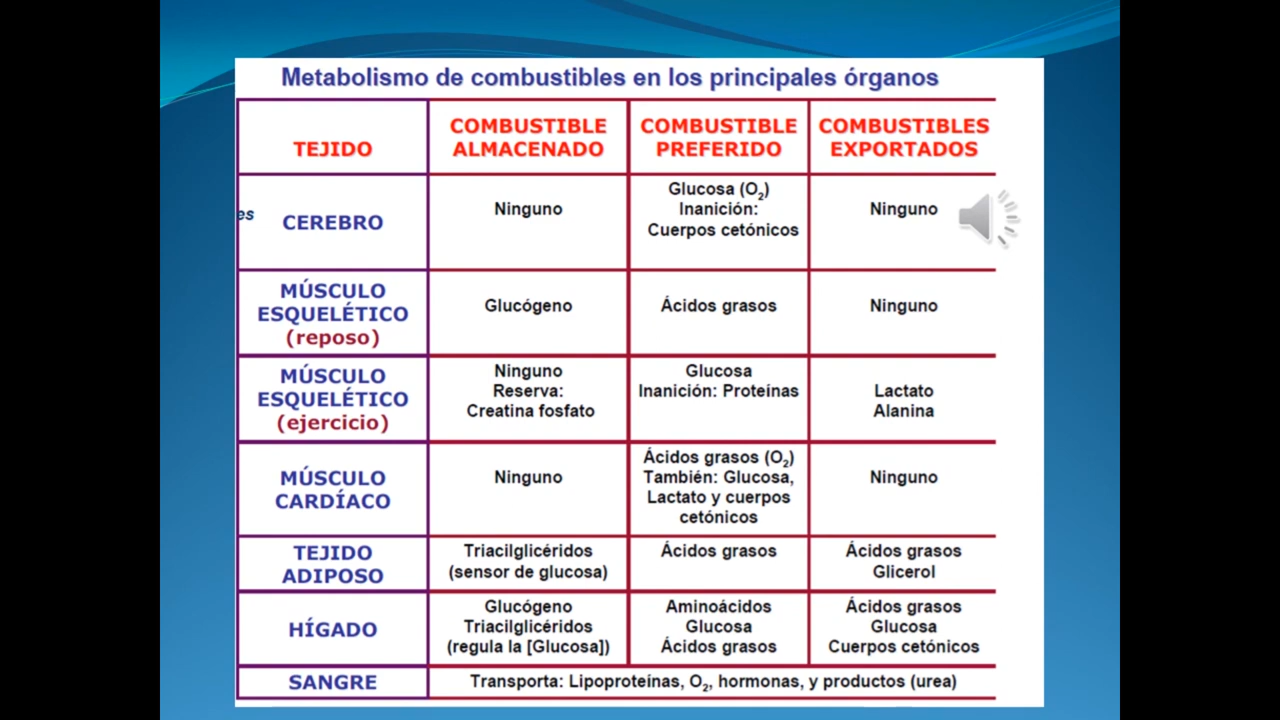 Metabolismo de combustibles en los principales órganos
TEJIDO
COMBUSTIBLE
ALMACENADO
COMBUSTIBLE
PREFERIDO
COMBUSTIBLES
EXPORTADOS
es
CEREBRO
Ninguno
Glucosa (O₂)
Inanición:
Cuerpos cetónicos
Ninguno
MÚSCULO
ESQUELÉTICO
(reposo)
Glucógeno
Ácidos grasos
Ninguno
MÚSCULO
ESQUELÉTICO
(ejercicio)
Ninguno
Reserva:
Creatina fosfato
Glucosa
Inanición: Proteínas
Lactato
Alanina
MÚSCULO
CARDÍACO
Ninguno
Ácidos grasos (O₂)
También: Glucosa,
Lactato y cuerpos
cetónicos
Ninguno
TEJIDO
ADIPOSO
Triacilglicéridos
(sensor de glucosa)
Ácidos grasos
Ácidos grasos
Glicerol
HÍGADO
Glucógeno
Triacilglicéridos
(regula la [Glucosa])
Aminoácidos
Glucosa
Ácidos grasos
Ácidos grasos
Glucosa
Cuerpos cetónicos
SANGRE
Transporta: Lipoproteínas, O₂, hormonas, y productos (urea)